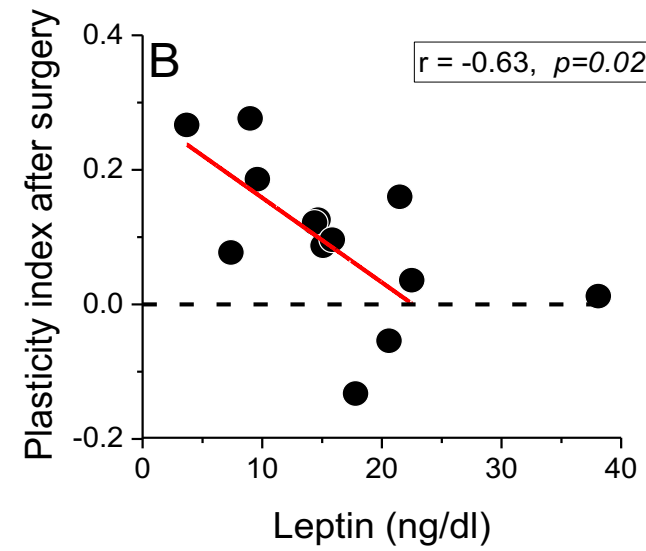 B
r = -0.63, p=0.02
Plasticity index after surgery
0.4
0.2
0.0
-0.2
0 10 20 30 40
Leptin (ng/dl)